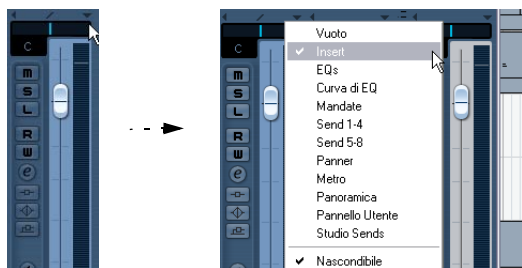 C
m
S
L
R
W
e
C
m
S
L
R
W
e
Vuoto
Insert
EQs
Curva di EQ
Mandate
Send 1-4
Send 5-8
Panner
Metro
Panoramica
Pannello Utente
Studio Sends
Nascondibile